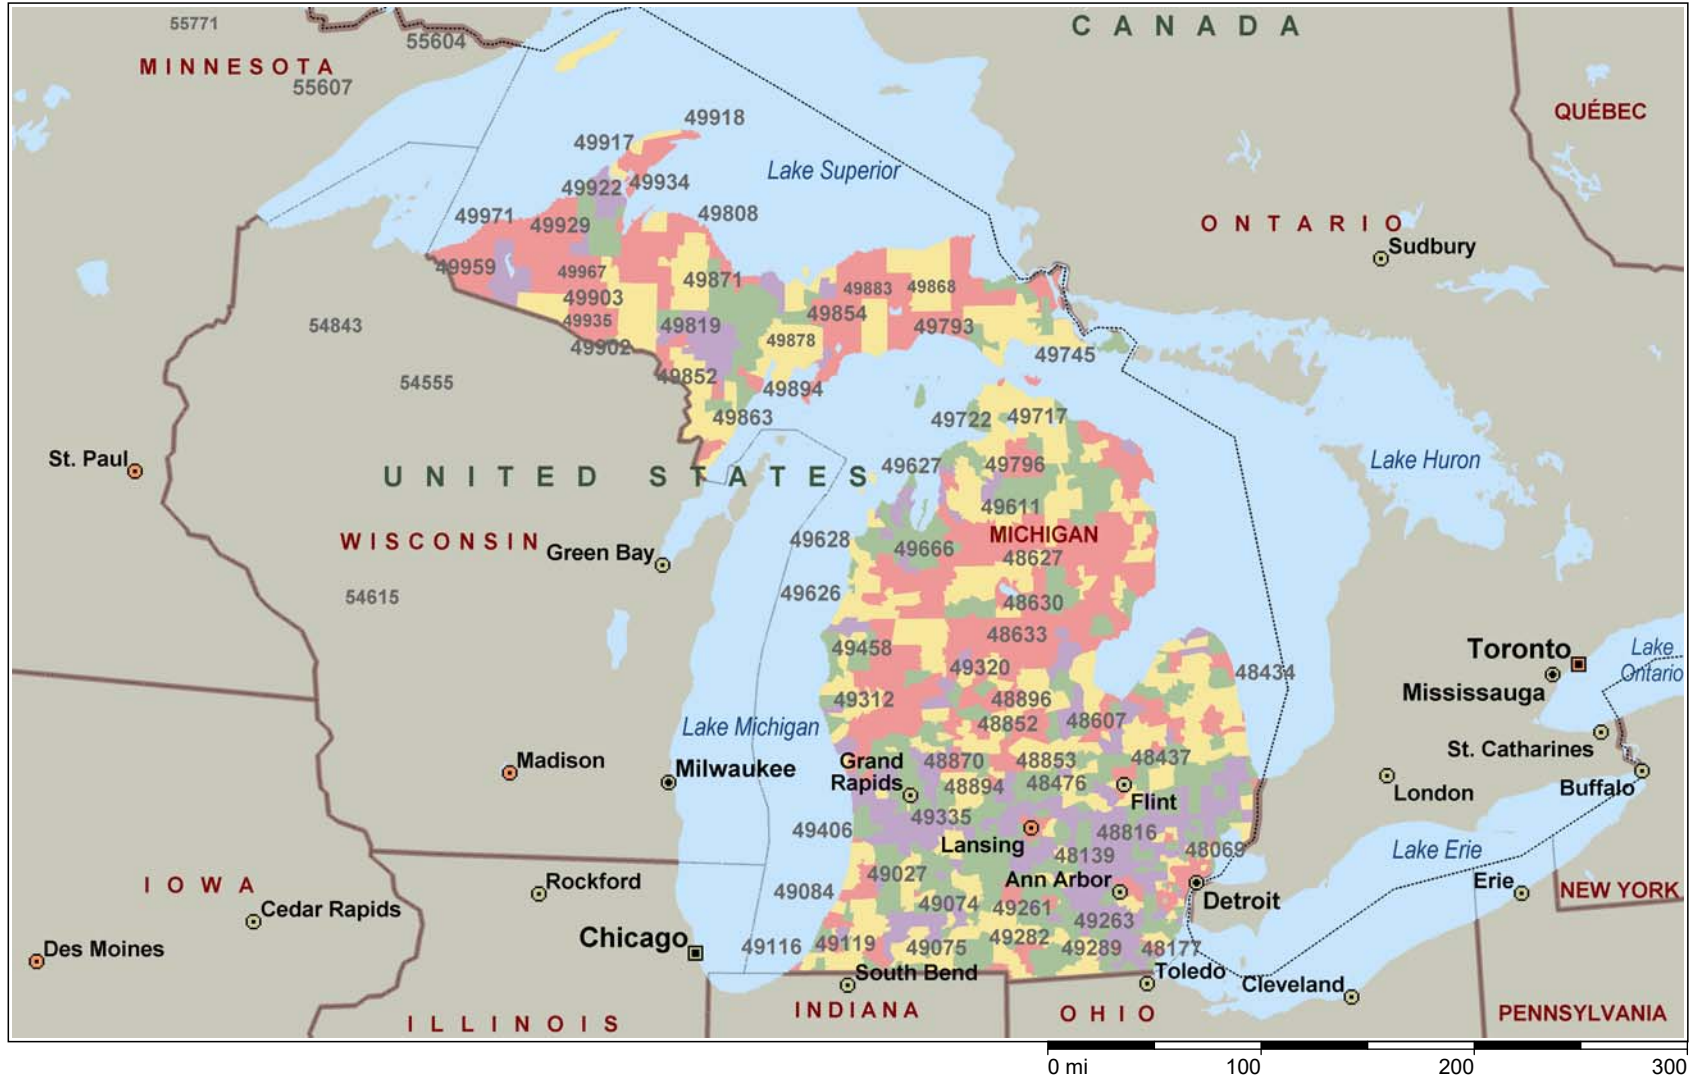 55771
55604
CANADA
MINNESOTA
55607
QUÉBEC
49918
49917
Lake Superior
49922
49934
49971
49929
49808
ONTARIO
Sudbury
49959
49967
49871
49883
49868
49903
49854
54843
49935
49819
49793
49902
49878
49745
54555
49852
49894
49863
49722
49717
St. Paul
UNITED STATES
49627
49796
Lake Huron
49611
WISCONSIN
Green Bay
49628
49666
MICHIGAN
48627
54615
49626
48630
49458
48633
Toronto
Lake
Ontario
49320
48434
Mississauga
49312
48896
Lake Michigan
48852
48607
St. Catharines
Madison
Milwaukee
Grand
Rapids
48870
48853
48437
48894
48476
Flint
London
Buffalo
49406
49335
Lansing
48816
48139
48069
Lake Erie
IOWA
Rockford
49084
49027
Ann Arbor
Detroit
Erie
NEW YORK
Cedar Rapids
49074
49261
49263
Des Moines
Chicago
49116
49119
49075
49282
49289
48177
South Bend
Toledo
Cleveland
ILLINOIS
INDIANA
OHIO
PENNSYLVANIA
0 mi
100
200
300